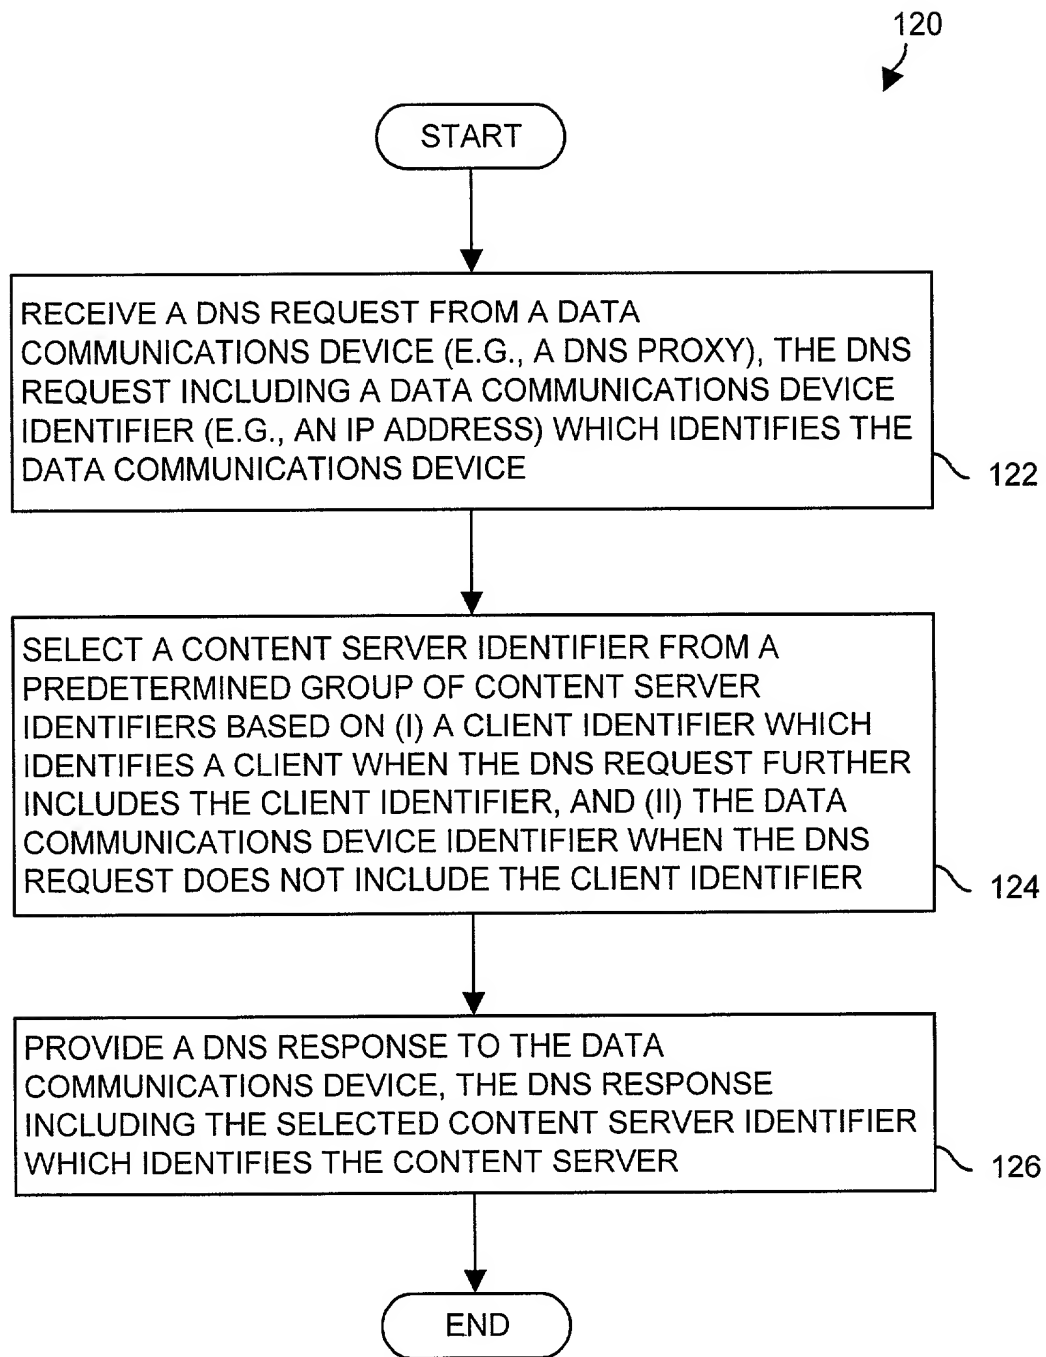 120
START
RECEIVE A DNS REQUEST FROM A DATA
COMMUNICATIONS DEVICE (E.G., A DNS PROXY), THE DNS
REQUEST INCLUDING A DATA COMMUNICATIONS DEVICE
IDENTIFIER (E.G., AN IP ADDRESS) WHICH IDENTIFIES THE
DATA COMMUNICATIONS DEVICE
122
SELECT A CONTENT SERVER IDENTIFIER FROM A
PREDETERMINED GROUP OF CONTENT SERVER
IDENTIFIERS BASED ON (I) A CLIENT IDENTIFIER WHICH
IDENTIFIES A CLIENT WHEN THE DNS REQUEST FURTHER
INCLUDES THE CLIENT IDENTIFIER, AND (II) THE DATA
COMMUNICATIONS DEVICE IDENTIFIER WHEN THE DNS
REQUEST DOES NOT INCLUDE THE CLIENT IDENTIFIER
124
PROVIDE A DNS RESPONSE TO THE DATA
COMMUNICATIONS DEVICE, THE DNS RESPONSE
INCLUDING THE SELECTED CONTENT SERVER IDENTIFIER
WHICH IDENTIFIES THE CONTENT SERVER
126
END